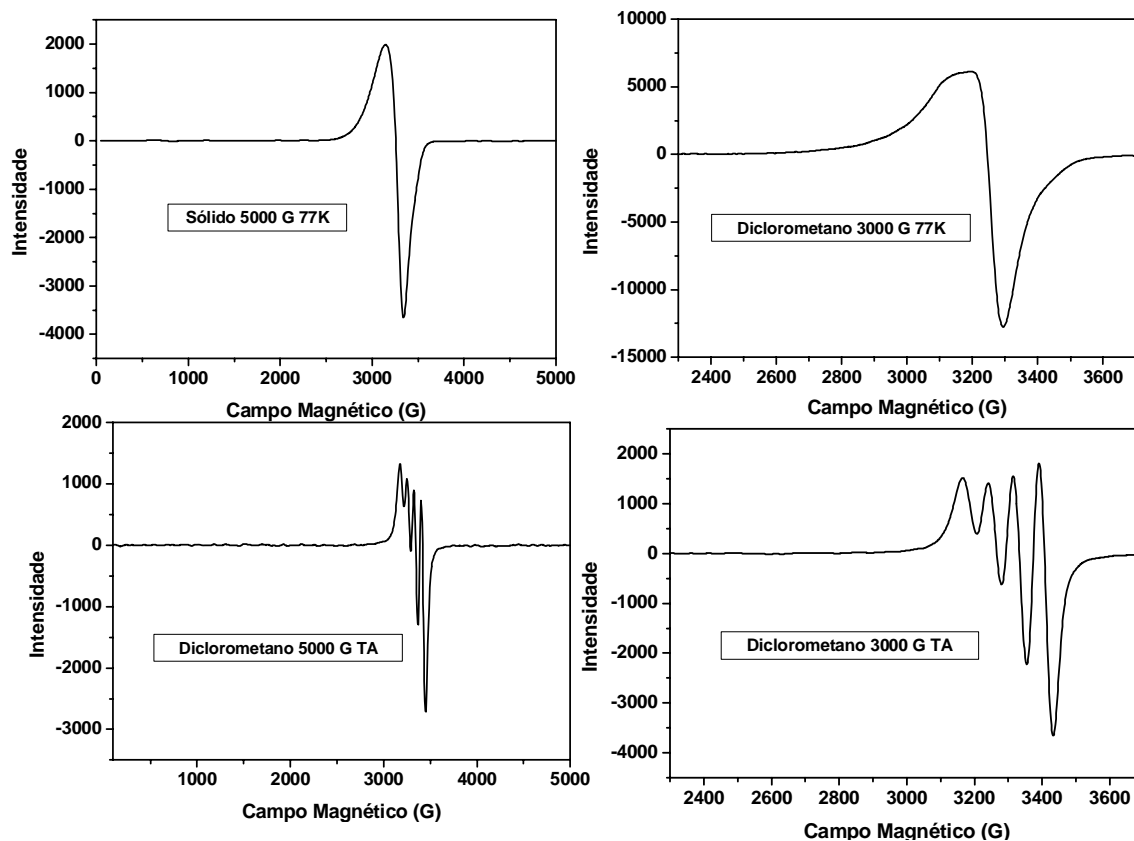 2000
1000
0
-1000
-2000
-3000
-4000
Intensidade
Sólido 5000 G 77K
0 1000 2000 3000 4000 5000
Campo Magnético (G)
10000
5000
0
-5000
-10000
-15000
Intensidade
Diclorometano 3000 G 77K
2400 2600 2800 3000 3200 3400 3600
Campo Magnético (G)
2000
1000
0
-1000
-2000
-3000
Intensidade
Diclorometano 5000 G TA
1000 2000 3000 4000 5000
Campo Magnético (G)
2000
1000
0
-1000
-2000
-3000
-4000
Intensidade
Diclorometano 3000 G TA
2400 2600 2800 3000 3200 3400 3600
Campo Magnético (G)